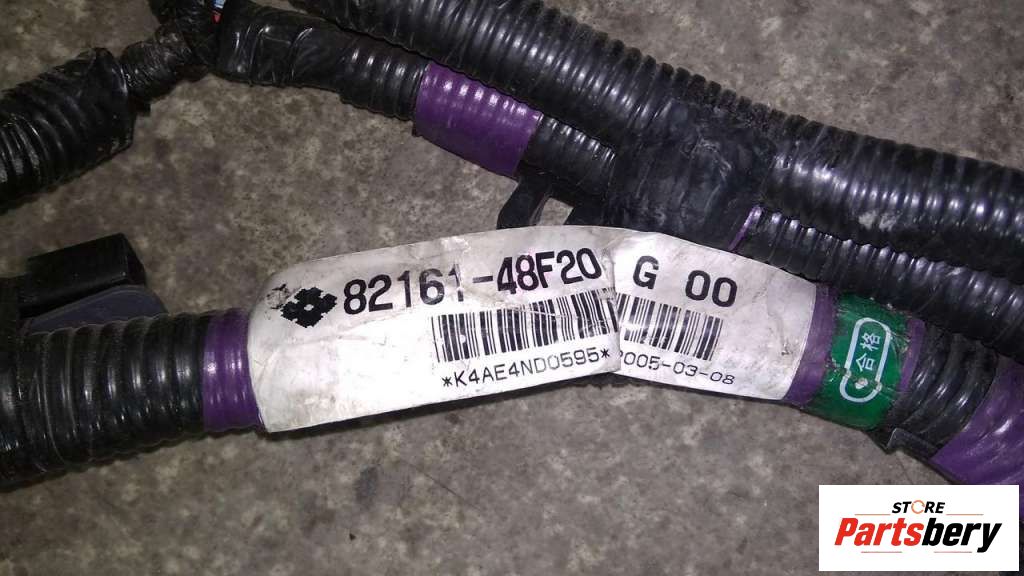 82161-48F20 G 00
*K4AE4ND0595* 2005-03-08
合格
STORE
Partsbery